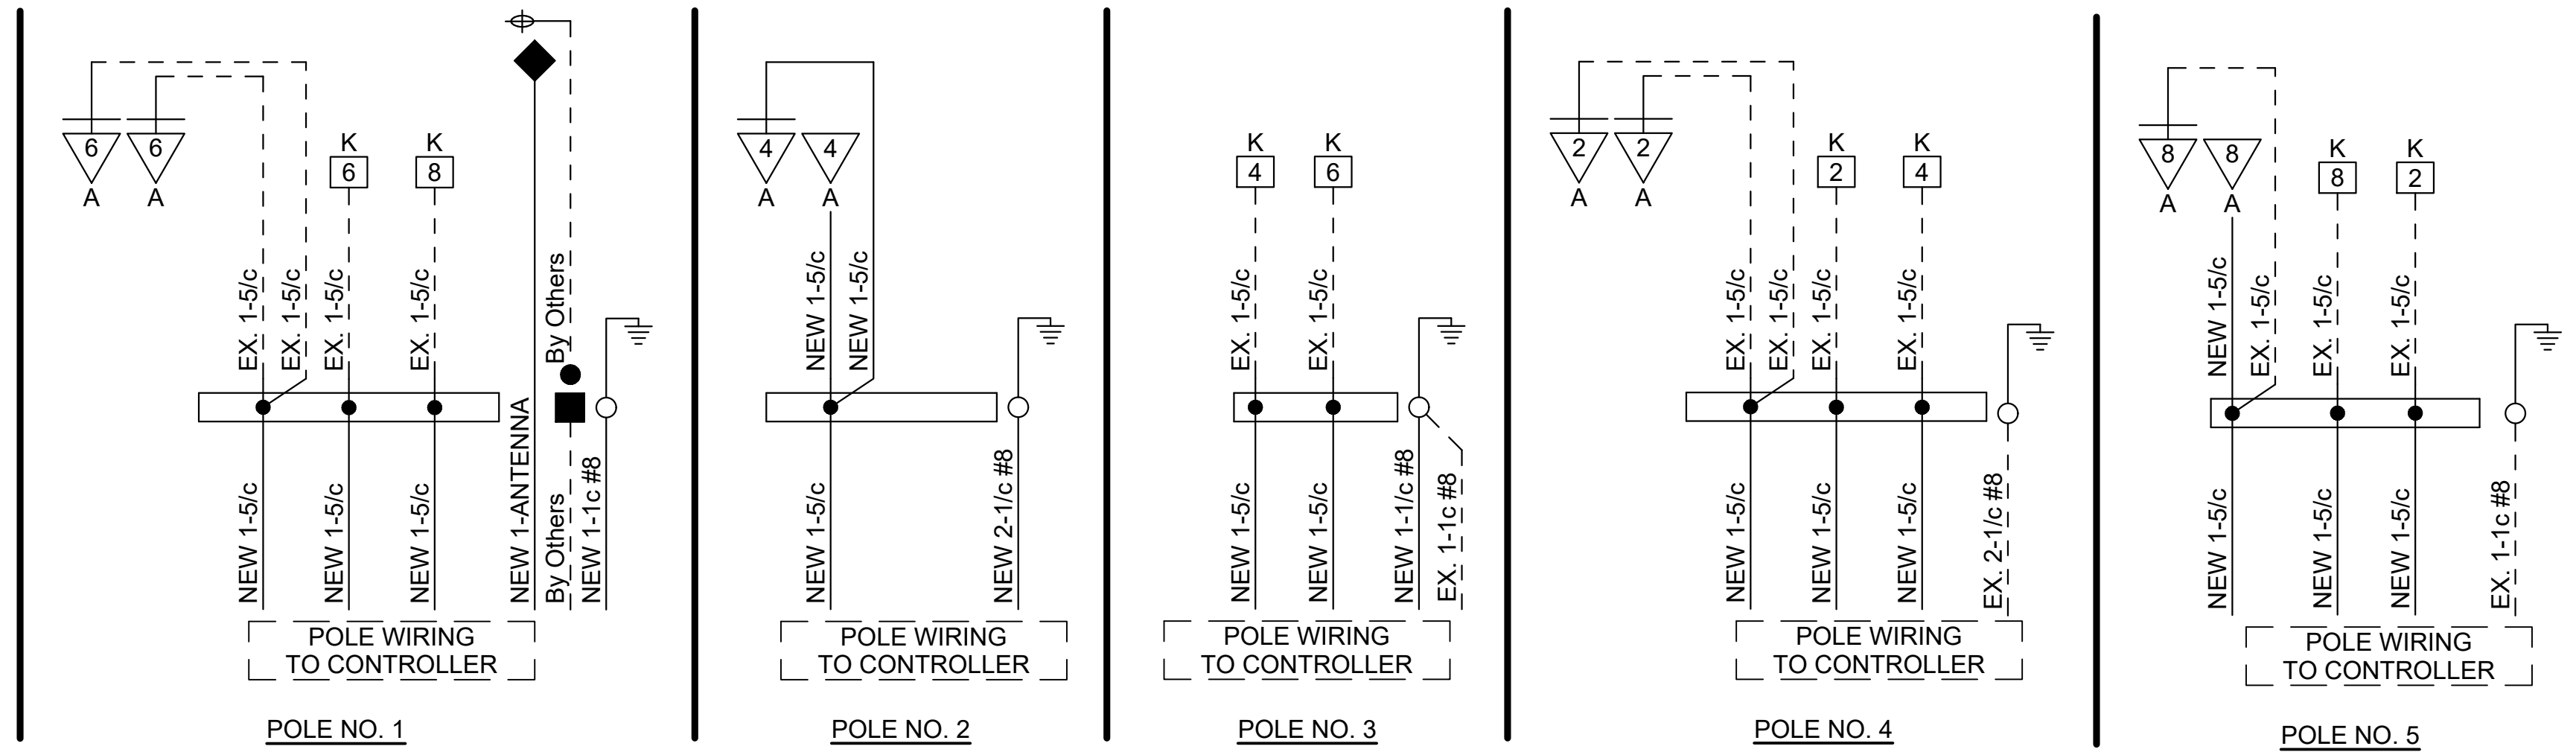 6
6
A
A
K
6
K
8
EX. 1-5/c
EX. 1-5/c
EX. 1-5/c
EX. 1-5/c
By Others
NEW 1-5/c
NEW 1-5/c
NEW 1-5/c
NEW 1-ANTENNA
By Others
NEW 1-1c #8
POLE WIRING
TO CONTROLLER
POLE NO. 1
4
4
A
A
NEW 1-5/c
NEW 1-5/c
NEW 1-5/c
NEW 2-1/c #8
POLE WIRING
TO CONTROLLER
POLE NO. 2
K
4
K
6
EX. 1-5/c
EX. 1-5/c
NEW 1-5/c
NEW 1-5/c
NEW 1-1/c #8
EX. 1-1c #8
POLE WIRING
TO CONTROLLER
POLE NO. 3
2
2
A
A
K
2
K
4
EX. 1-5/c
EX. 1-5/c
EX. 1-5/c
EX. 1-5/c
NEW 1-5/c
NEW 1-5/c
NEW 1-5/c
EX. 2-1/c #8
POLE WIRING
TO CONTROLLER
POLE NO. 4
8
8
A
A
K
8
K
2
NEW 1-5/c
EX. 1-5/c
EX. 1-5/c
EX. 1-5/c
NEW 1-5/c
NEW 1-5/c
NEW 1-5/c
EX. 1-1c #8
POLE WIRING
TO CONTROLLER
POLE NO. 5